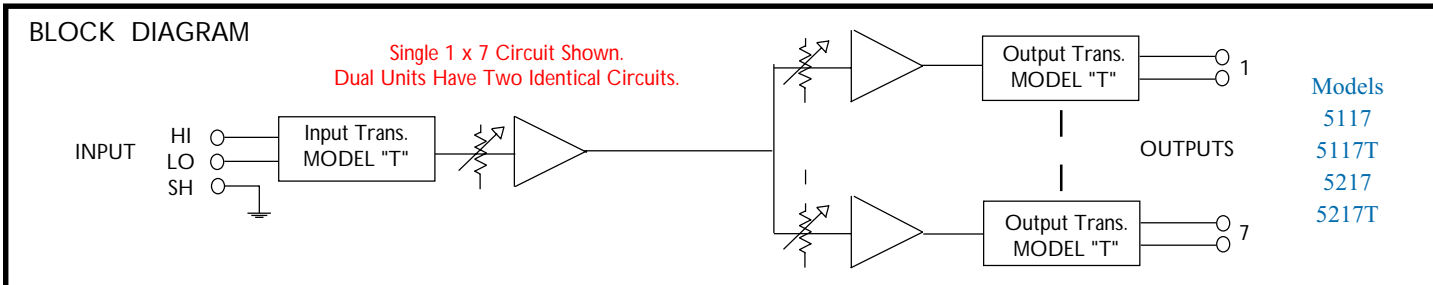 BLOCK DIAGRAM
Single 1 x 7 Circuit Shown.
Dual Units Have Two Identical Circuits.
INPUT
HI
LO
SH
Input Trans.
MODEL "T"
Output Trans.
MODEL "T"
1
OUTPUTS
Output Trans.
MODEL "T"
7
Models
5117
5117T
5217
5217T